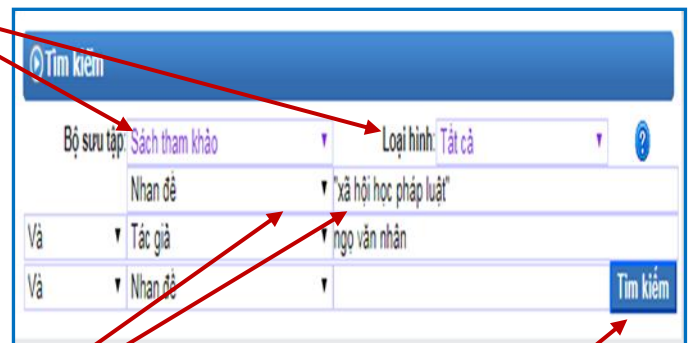 Tìm kiếm
Bộ sưu tập: Sách tham khảo Loại hình: Tất cả ?
Nhan đề "xã hội học pháp luật"
Và Tác giả ngọ văn nhân
Và Nhan đề Tìm kiếm